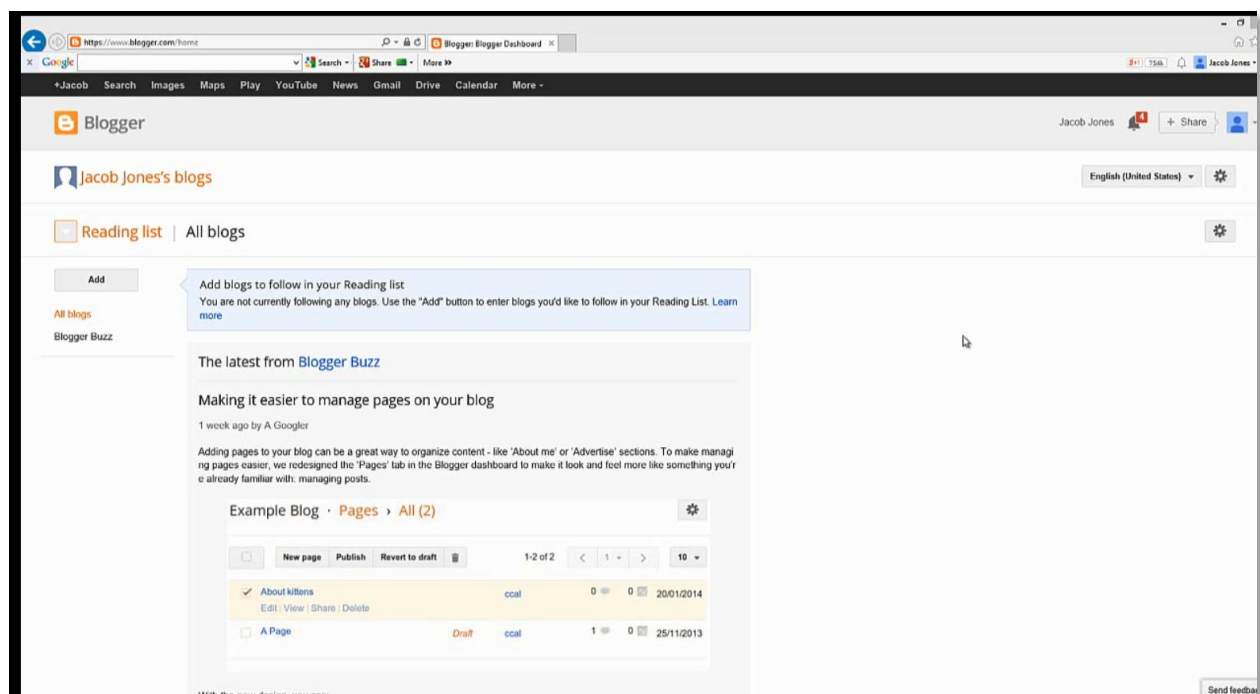 https://www.blogger.com/home
Blogger: Blogger Dashboard
x Google Search Share More »
Jacob Jones
+Jacob Search Images Maps Play YouTube News Gmail Drive Calendar More
Blogger
Jacob Jones 4 + Share
Jacob Jones's blogs
English (United States)
Reading list | All blogs
Add
All blogs
Blogger Buzz
Add blogs to follow in your Reading list
You are not currently following any blogs. Use the "Add" button to enter blogs you'd like to follow in your Reading List. Learn
more
The latest from Blogger Buzz
Making it easier to manage pages on your blog
1 week ago by A Googler
Adding pages to your blog can be a great way to organize content - like 'About me' or 'Advertise' sections. To make managi
ng pages easier, we redesigned the 'Pages' tab in the Blogger dashboard to make it look and feel more like something you'r
e already familiar with: managing posts.
Example Blog · Pages › All (2)
New page Publish Revert to draft 1-2 of 2 1 10
About kittens ccal 0 0 20/01/2014
Edit | View | Share | Delete
A Page Draft ccal 1 0 25/11/2013
Send feedba